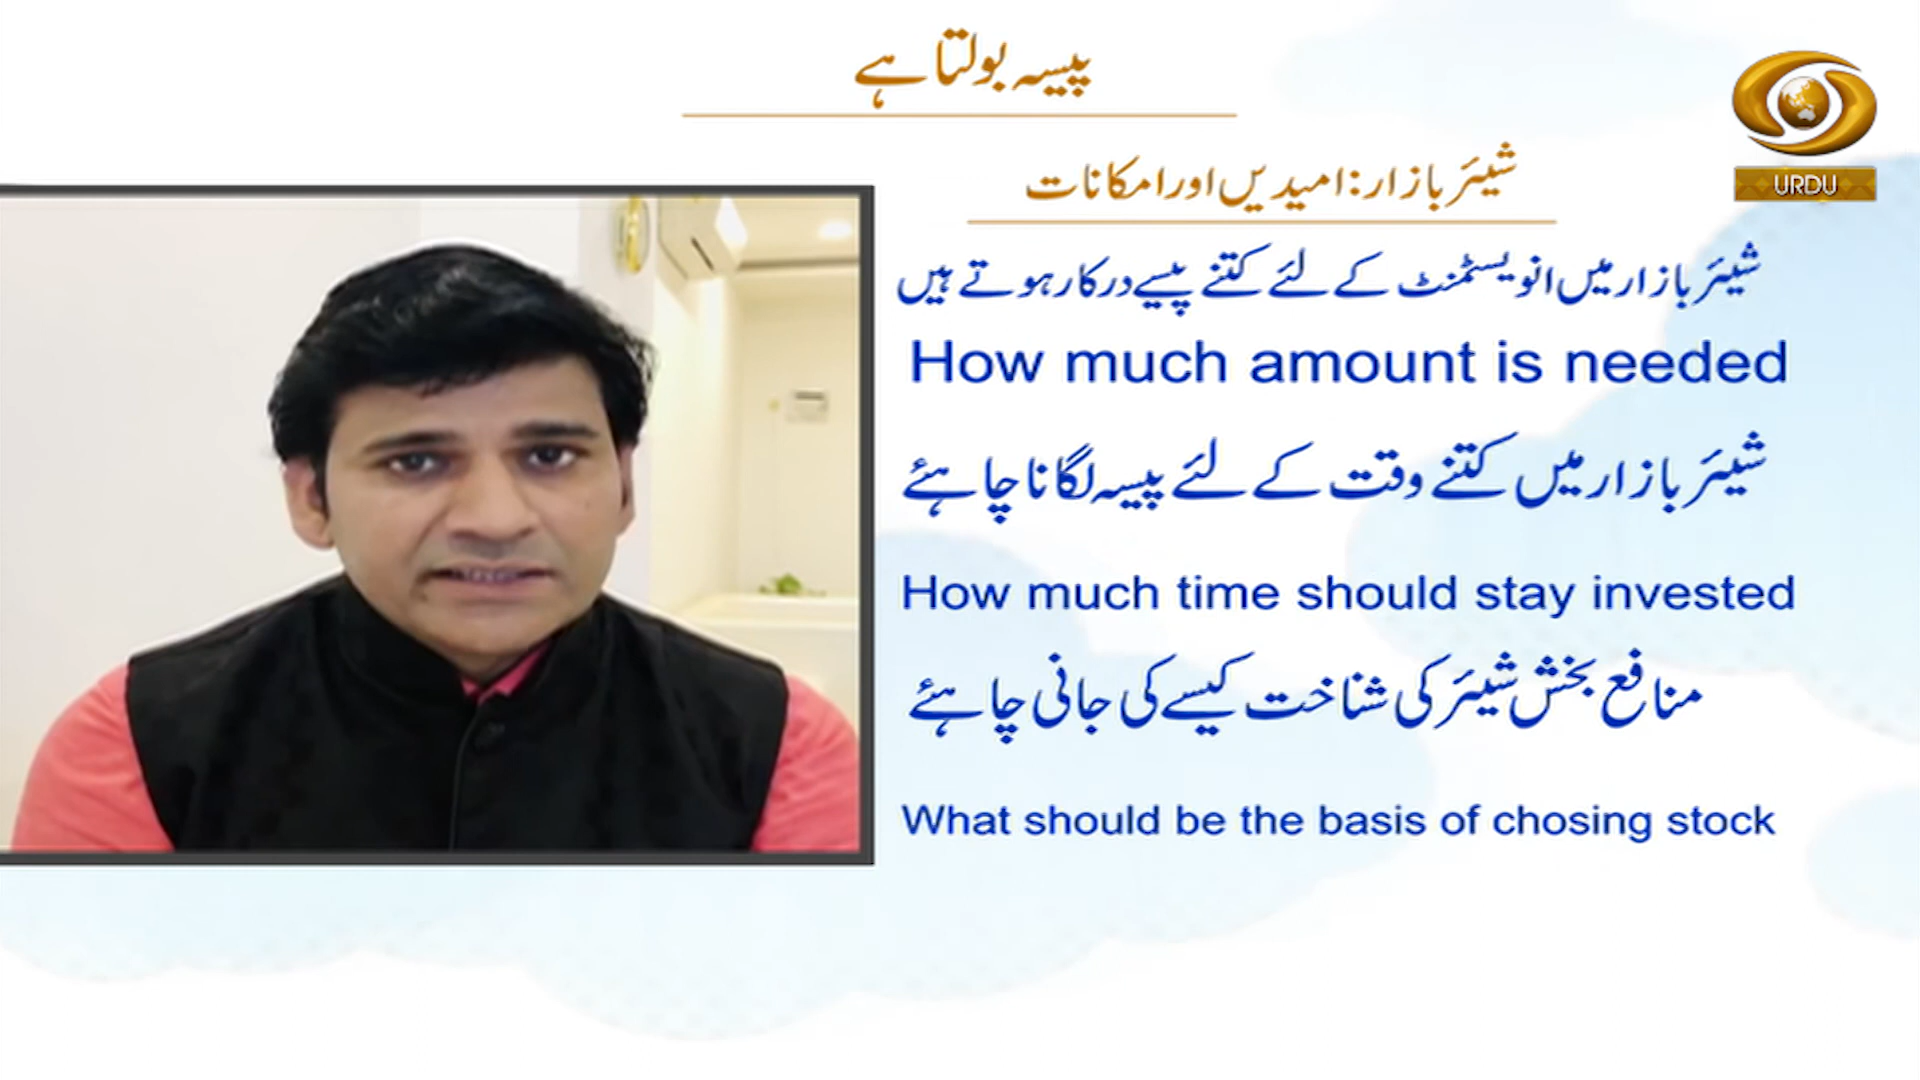 پیسہ بولتا ہے
URDU
شیئر بازار: امیدیں اور امکانات
شیئر بازار میں انویسٹمنٹ کے لئے کتنے پیسے درکار ہوتے ہیں
How much amount is needed
شیئر بازار میں کتنے وقت کے لئے پیسہ لگانا چاہئے
How much time should stay invested
منافع بخش شیئر کی شناخت کیسے کی جانی چاہئے
What should be the basis of chosing stock